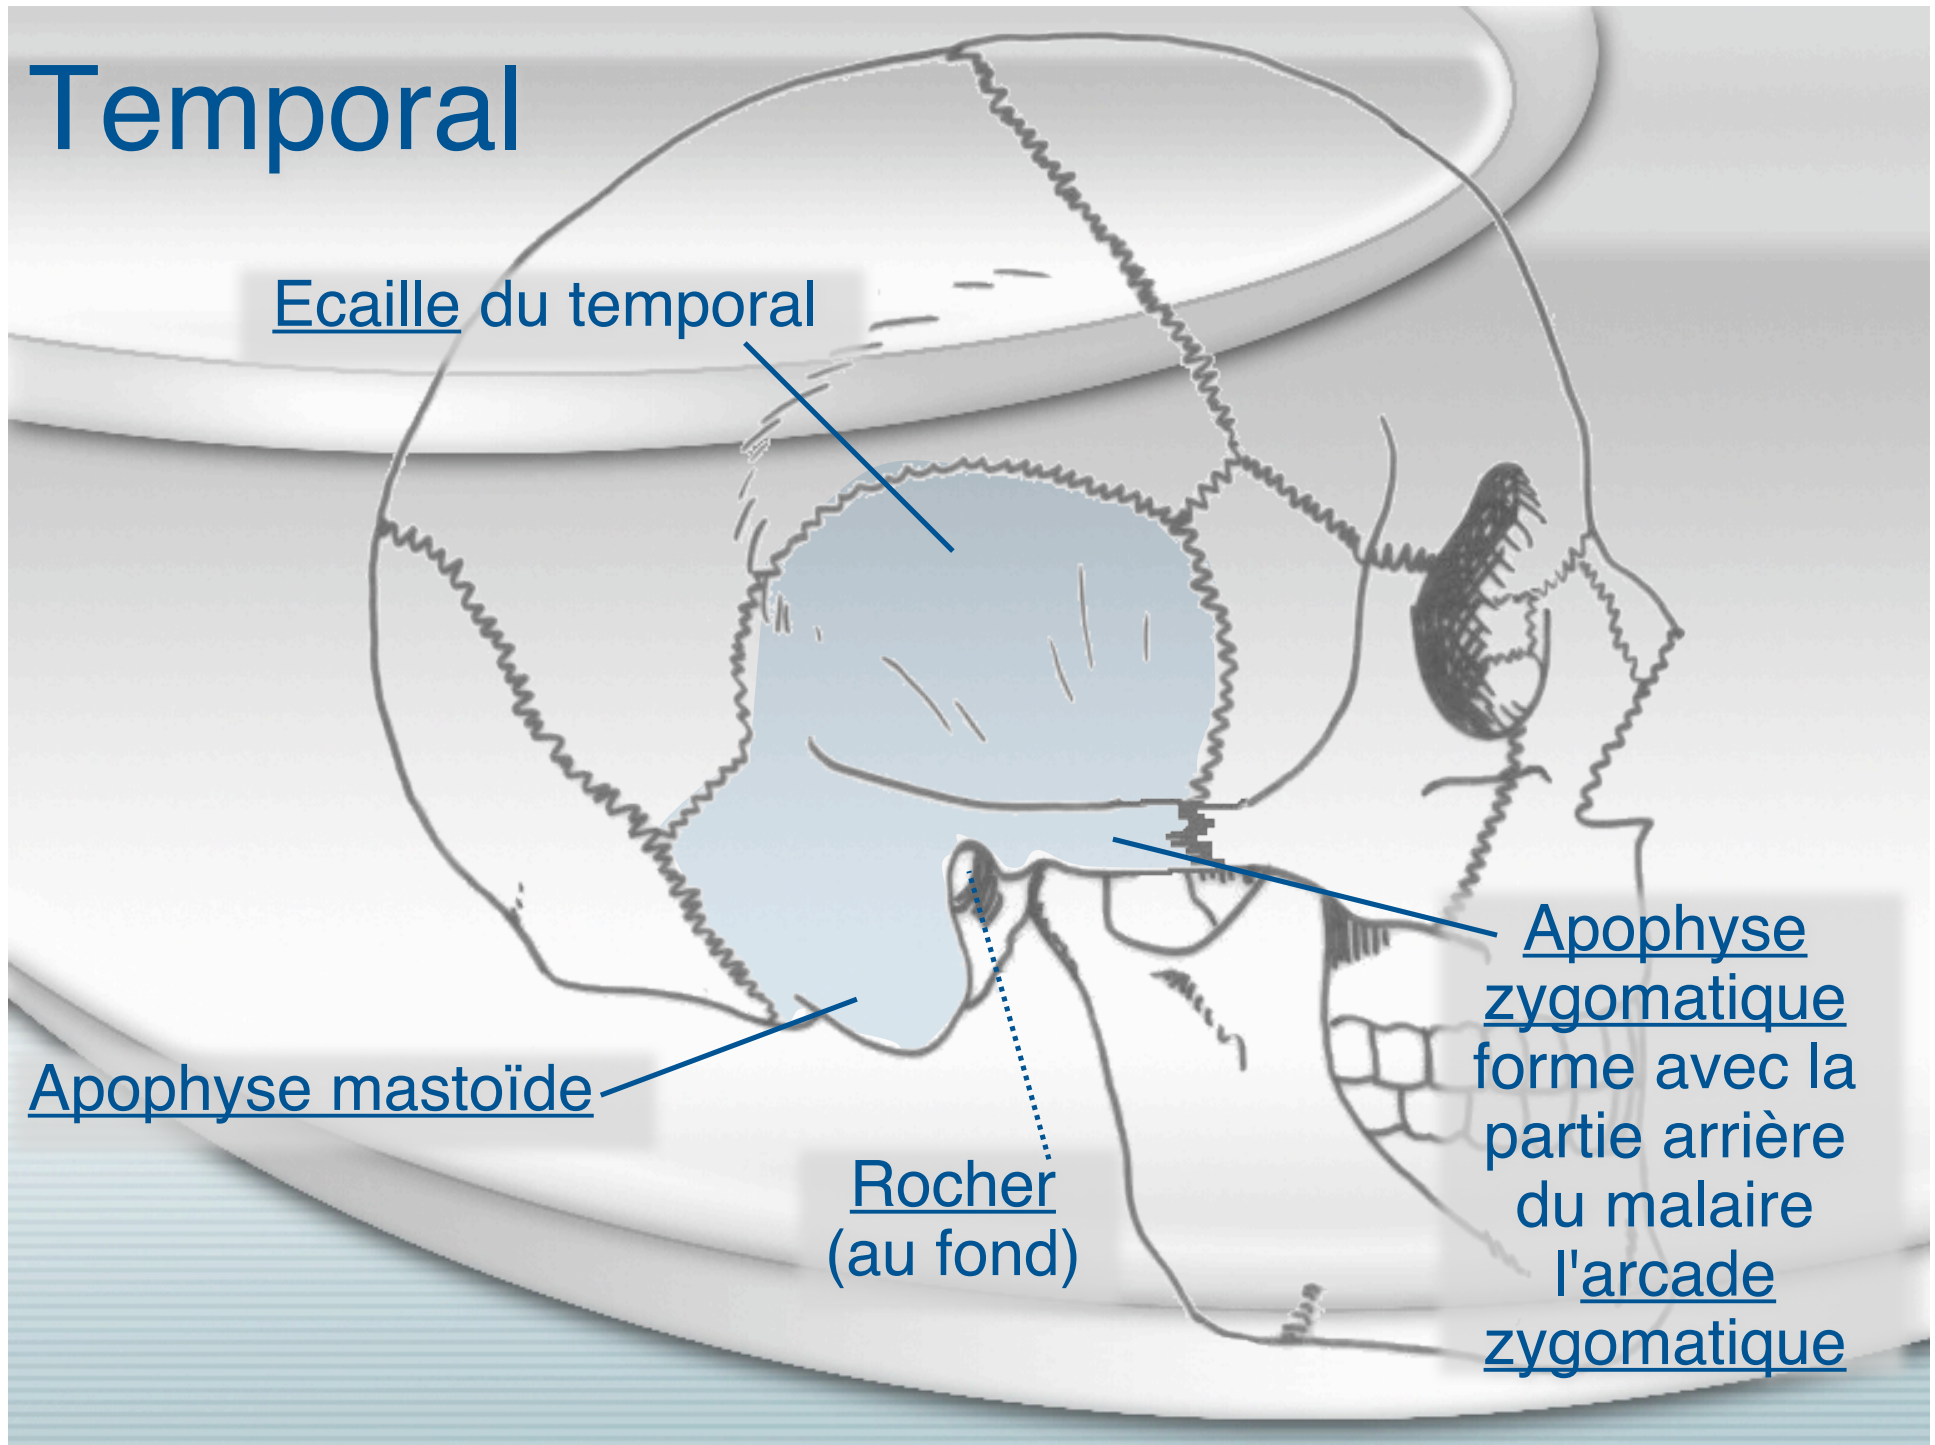 Temporal
Ecaille du temporal
Apophyse mastoïde
Rocher
(au fond)
Apophyse
zygomatique
forme avec la
partie arrière
du malaire
l'arcade
zygomatique